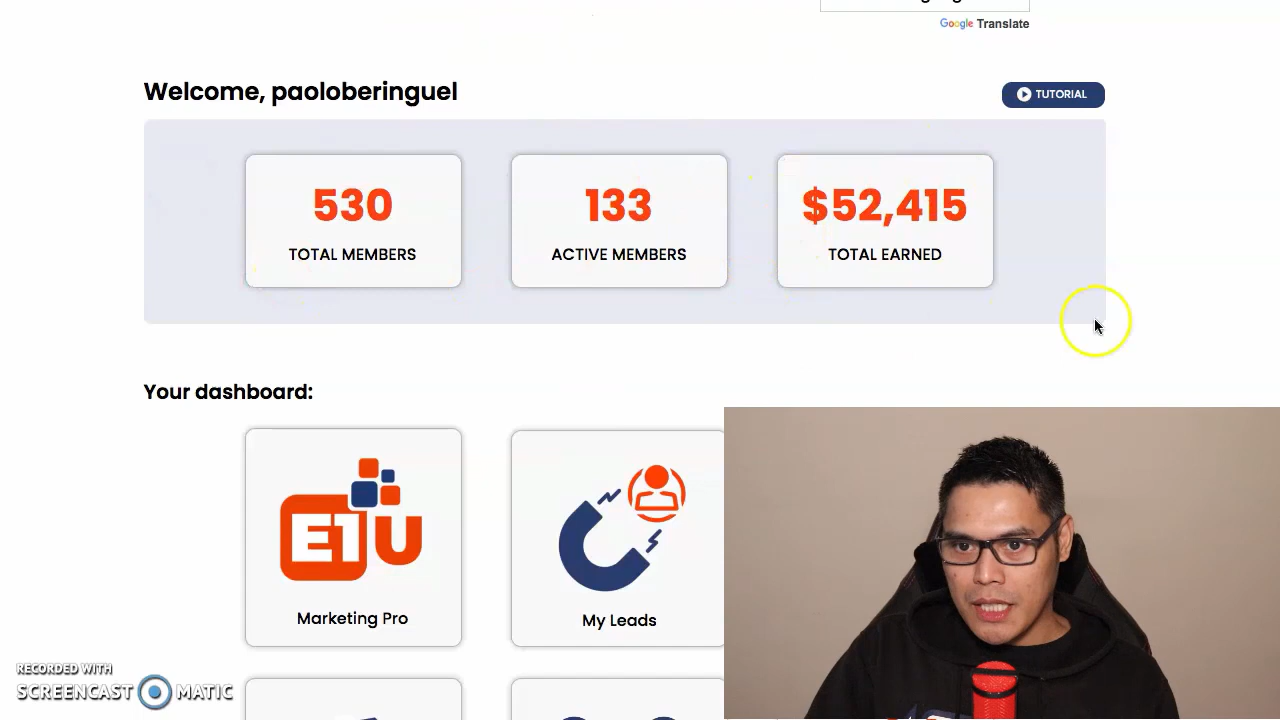 Google Translate
Welcome, paoloberinguel
TUTORIAL
530
TOTAL MEMBERS
133
ACTIVE MEMBERS
$52,415
TOTAL EARNED
Your dashboard:
E1U
Marketing Pro
My Leads
RECORDED WITH
SCREENCAST MATIC